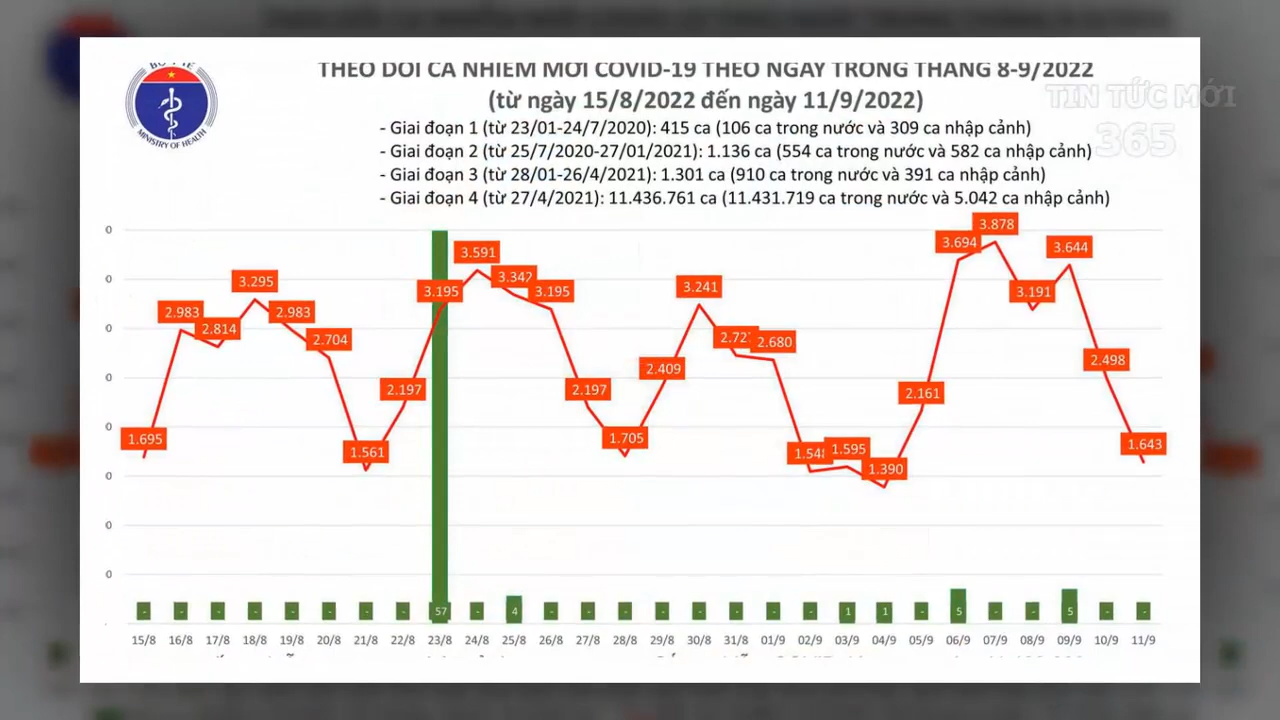 BỘ Y TẾ
MINISTRY OF HEALTH
THEO DÕI CA NHIỄM MỚI COVID-19 THEO NGÀY TRONG THÁNG 8-9/2022
(từ ngày 15/8/2022 đến ngày 11/9/2022)
TIN TỨC MỚI
365
- Giai đoạn 1 (từ 23/01-24/7/2020): 415 ca (106 ca trong nước và 309 ca nhập cảnh)
- Giai đoạn 2 (từ 25/7/2020-27/01/2021): 1.136 ca (554 ca trong nước và 582 ca nhập cảnh)
- Giai đoạn 3 (từ 28/01-26/4/2021): 1.301 ca (910 ca trong nước và 391 ca nhập cảnh)
- Giai đoạn 4 (từ 27/4/2021): 11.436.761 ca (11.431.719 ca trong nước và 5.042 ca nhập cảnh)
0
0
0
0
0
0
0
0
1.695 2.983 2.814 3.295 2.983 2.704 1.561 2.197 3.195 3.591 3.342 3.195 2.197 1.705 2.409 3.241 2.680 1.595 1.390 2.161 3.694 3.878 3.191 3.644 2.498 1.643
- - - - - - - - 57 - 4 - - - - - - - - 1 1 - 5 - - 5 - -
15/8 16/8 17/8 18/8 19/8 20/8 21/8 22/8 23/8 24/8 25/8 26/8 27/8 28/8 29/8 30/8 31/8 01/9 02/9 03/9 04/9 05/9 06/9 07/9 08/9 09/9 10/9 11/9